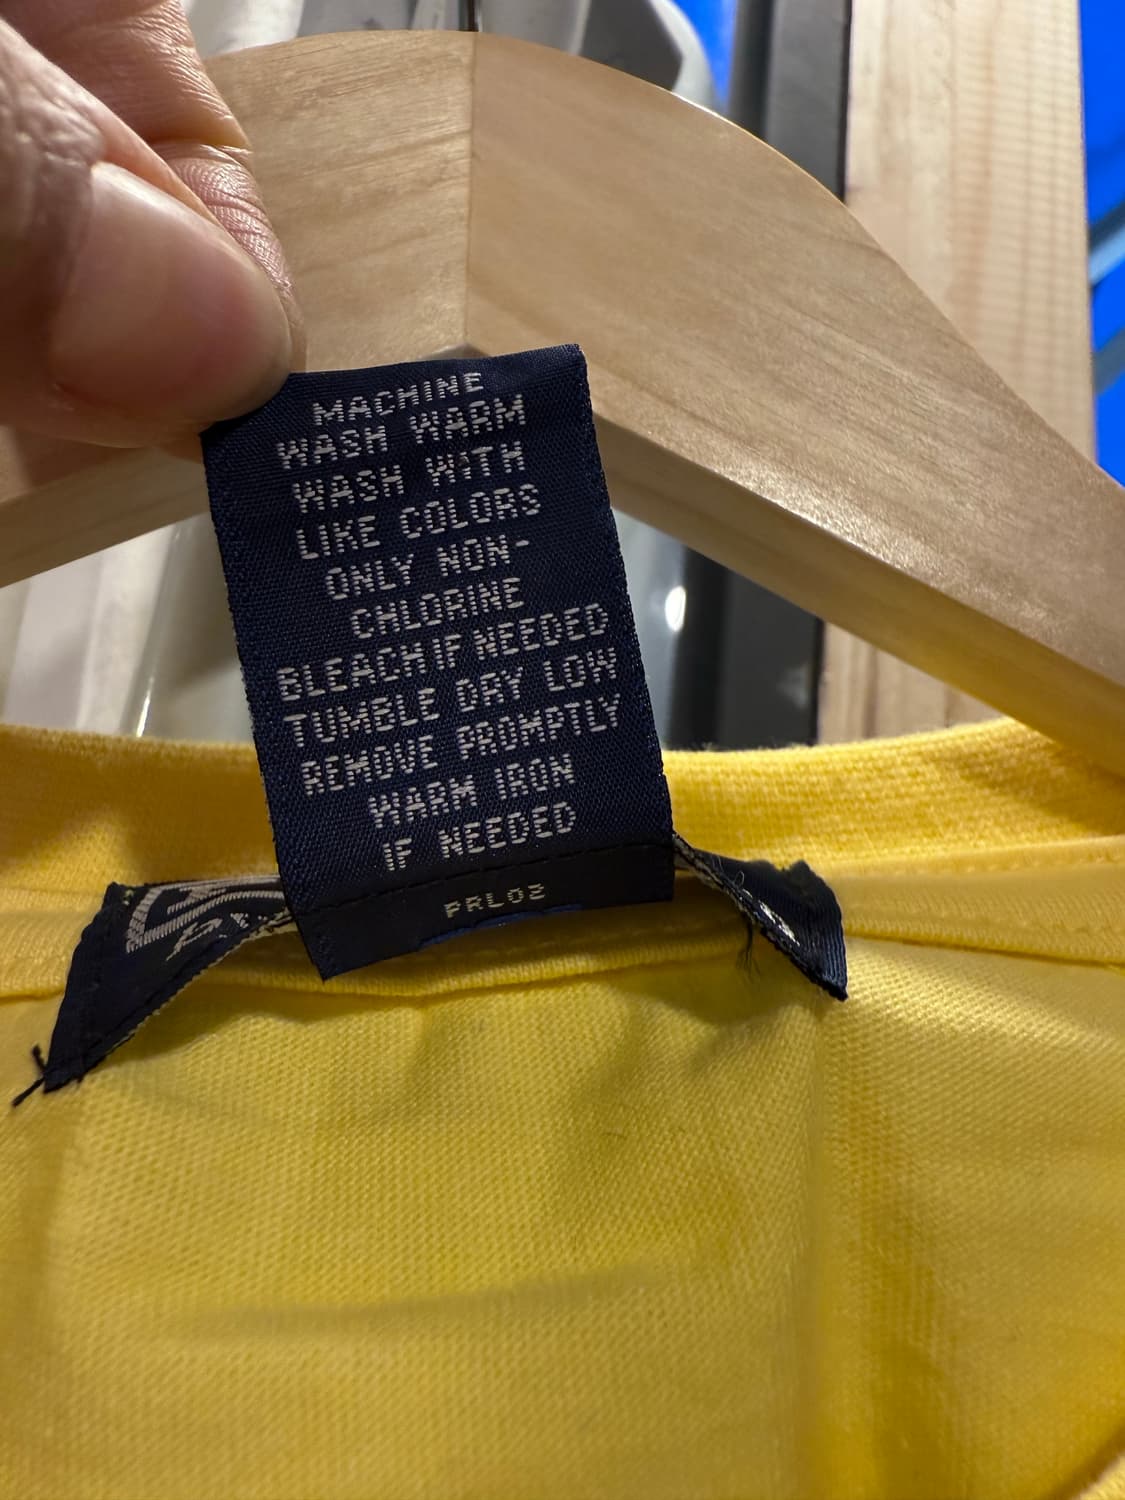 MACHINE
WASH WARM
WASH WITH
LIKE COLORS
ONLY NON-
CHLORINE
BLEACH IF NEEDED
TUMBLE DRY LOW
REMOVE PROMPTLY
WARM IRON
IF NEEDED
PRL02